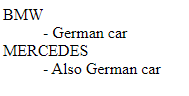 BMW
- German car
MERCEDES
- Also German car